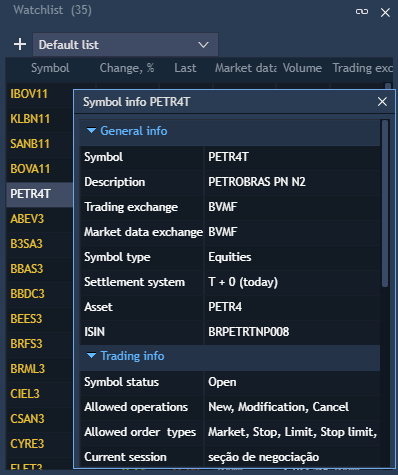 Watchlist (35)
Default list
Symbol Change, % Last Market data Volume Trading exc
IBOV11
KLBN11
SANB11
BOVA11
PETR4T
ABEV3
B3SA3
BBAS3
BBDC3
BEES3
BRFS3
BRML3
CIEL3
CSAN3
CYRE3
ELET3
Symbol info PETR4T
General info
Symbol PETR4T
Description PETROBRAS PN N2
Trading exchange BVMF
Market data exchange BVMF
Symbol type Equities
Settlement system T + 0 (today)
Asset PETR4
ISIN BRPETRTNP008
Trading info
Symbol status Open
Allowed operations New, Modification, Cancel
Allowed order types Market, Stop, Limit, Stop limit,
Current session seção de negociação